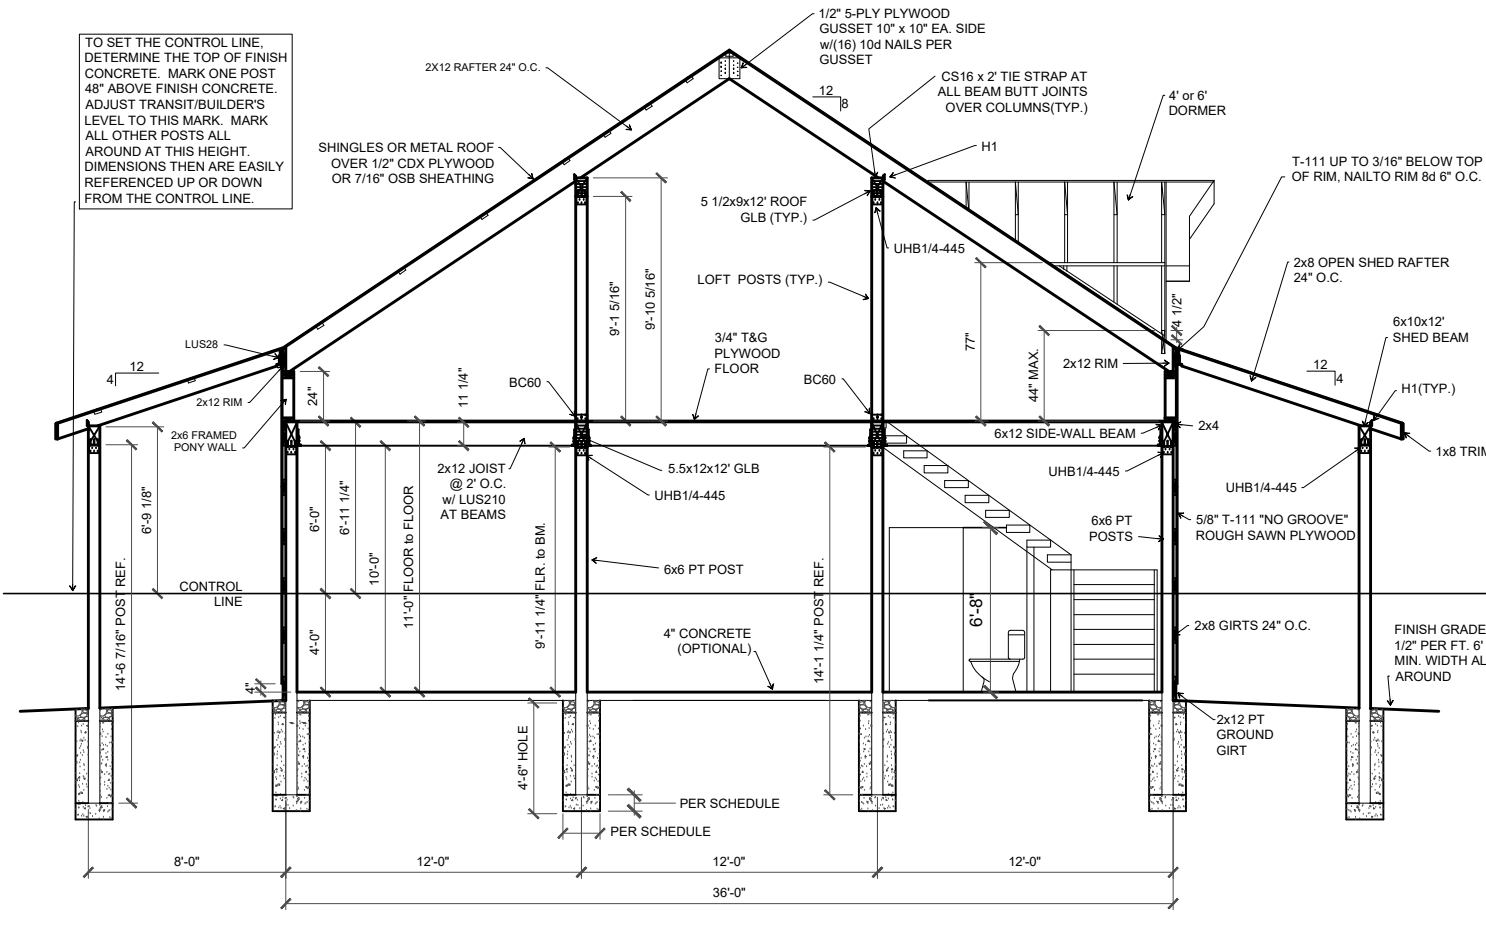 TO SET THE CONTROL LINE,
DETERMINE THE TOP OF FINISH
CONCRETE. MARK ONE POST
48" ABOVE FINISH CONCRETE.
ADJUST TRANSIT/BUILDER'S
LEVEL TO THIS MARK. MARK
ALL OTHER POSTS ALL
AROUND AT THIS HEIGHT.
DIMENSIONS THEN ARE EASILY
REFERENCED UP OR DOWN
FROM THE CONTROL LINE.
2X12 RAFTER 24" O.C.
1/2" 5-PLY PLYWOOD
GUSSET 10" x 10" EA. SIDE
w/(16) 10d NAILS PER
GUSSET
CS16 x 2' TIE STRAP AT
ALL BEAM BUTT JOINTS
OVER COLUMNS(TYP.)
12
8
4' or 6'
DORMER
SHINGLES OR METAL ROOF
OVER 1/2" CDX PLYWOOD
OR 7/16" OSB SHEATHING
H1
T-111 UP TO 3/16" BELOW TOP
OF RIM, NAILTO RIM 8d 6" O.C.
5 1/2x9x12' ROOF
GLB (TYP.)
UHB1/4-445
LOFT POSTS (TYP.)
2x8 OPEN SHED RAFTER
24" O.C.
9'-1 5/16"
9'-10 5/16"
77"
4 1/2"
6x10x12'
SHED BEAM
LUS28
3/4" T&G
PLYWOOD
FLOOR
44" MAX.
2x12 RIM
12
4
12
4
2x12 RIM
24"
11 1/4"
BC60
BC60
H1(TYP.)
2x6 FRAMED
PONY WALL
6x12 SIDE-WALL BEAM
2x4
1x8 TRIM
2x12 JOIST
@ 2' O.C.
w/ LUS210
AT BEAMS
5.5x12x12' GLB
UHB1/4-445
UHB1/4-445
UHB1/4-445
6'-9 1/8"
6'-0"
6'-11 1/4"
10'-0"
11'-0" FLOOR to FLOOR
9'-11 1/4" FLR. to BM.
14'-1 1/4" POST REF.
14'-6 7/16" POST REF.
6x6 PT
POSTS
5/8" T-111 "NO GROOVE"
ROUGH SAWN PLYWOOD
6x6 PT POST
CONTROL
LINE
6'-8"
4'-0"
4" CONCRETE
(OPTIONAL)
2x8 GIRTS 24" O.C.
FINISH GRADE
1/2" PER FT. 6'
MIN. WIDTH AL
AROUND
4"
2x12 PT
GROUND
GIRT
4'-6" HOLE
PER SCHEDULE
PER SCHEDULE
8'-0"
12'-0"
12'-0"
12'-0"
36'-0"